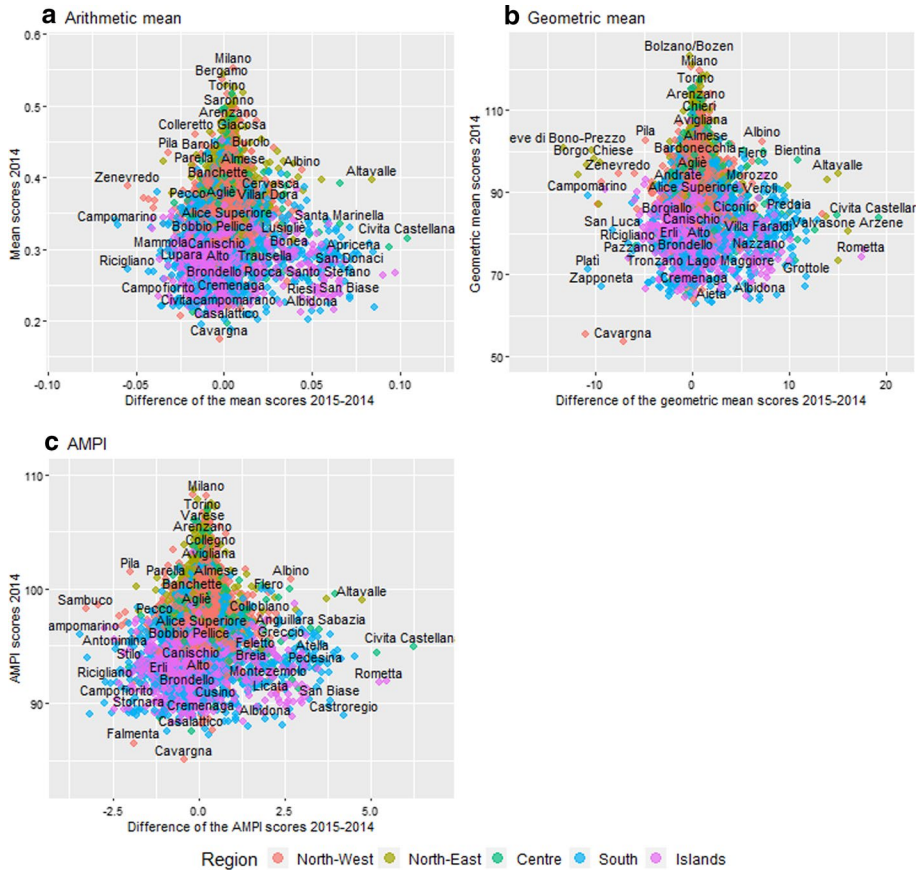 a Arithmetic mean
0.6
0.5
0.4
0.3
0.2
Mean scores 2014
Milano
Bergamo
Torino
Saronno
Arenzano
Colleretto Giacosa
Pila Barolo Burolo
Parella Almese Albino
Banchette Altavalle
Zenevredo Cervasca
Pecco Agliè Villar Dora
Campomarino Alice Superiore Santa Marinella
Bobbio Pellice Lusigliè Civita Castellana
Mammola Canischio Bonea Apricena
Lupara Alto Trausella San Donaci
Ricigliano Brondello Rocca Santo Stefano
Campofiorito Cremenaga Riesi San Biase
Civitacampomarano Albidona
Casalattico
Cavargna
-0.10 -0.05 0.00 0.05 0.10
Difference of the mean scores 2015-2014
b Geometric mean
110
90
70
50
Geometric mean scores 2014
Bolzano/Bozen
Milano
Torino
Arenzano
Chieri
Avigliana
Pila Almese Albino
eve di Bono-Prezzo Bardonecchia Fiero Bientina
Borgo Chiese Agliè
Zenevredo Andrate Morozzo Altavalle
Campomarino Alice Superiore Veroli
Borgiallo Ciconio Predaia Civita Castellan
San Luca Canischio Villa Faraldi Valvasone Arzene
Ricigliano Erli Alto
Pazzano Brondello Nazzano Rometta
Platì Tronzano Lago Maggiore Grottole
Zapponeta Cremenaga Albidona
Aieta
Cavargna
-10 0 10 20
Difference of the geometric mean scores 2015-2014
c AMPI
110
100
90
AMPI scores 2014
Milano
Torino
Varese
Arenzano
Collegno
Avigliana
Pila Parella Almese Albino
Banchette Flero Altavalle
Sambuco Agliè
Pecco Collobiano
ampomarino Alice Superiore Anguillara Sabazia
Antonimina Bobbio Pellice Greccio Civita Castellan
Stilo Canischio Feletto Atella
Erli Alto Breia Pedesina
Ricigliano Brondello Montezemolo Rometta
Campofiorito Cusino Licata San Biase
Stornara Cremenaga Albidona Castroregio
Casalattico
Falmenta
Cavargna
-2.5 0.0 2.5 5.0
Difference of the AMPI scores 2015-2014
Region North-West North-East Centre South Islands